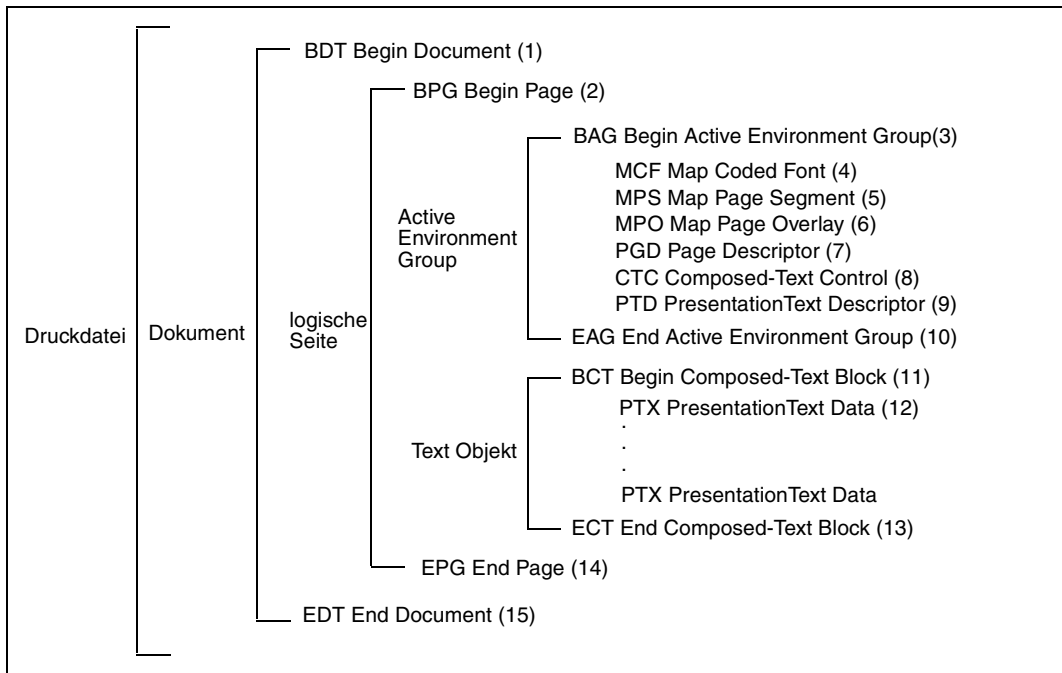 BDT Begin Document (1)
BPG Begin Page (2)
BAG Begin Active Environment Group(3)
MCF Map Coded Font (4)
MPS Map Page Segment (5)
MPO Map Page Overlay (6)
PGD Page Descriptor (7)
CTC Composed-Text Control (8)
PTD PresentationText Descriptor (9)
Active
Environment
Group
EAG End Active Environment Group (10)
Druckdatei
Dokument
logische
Seite
BCT Begin Composed-Text Block (11)
PTX PresentationText Data (12)
.
.
.
Text Objekt
PTX PresentationText Data
ECT End Composed-Text Block (13)
EPG End Page (14)
EDT End Document (15)